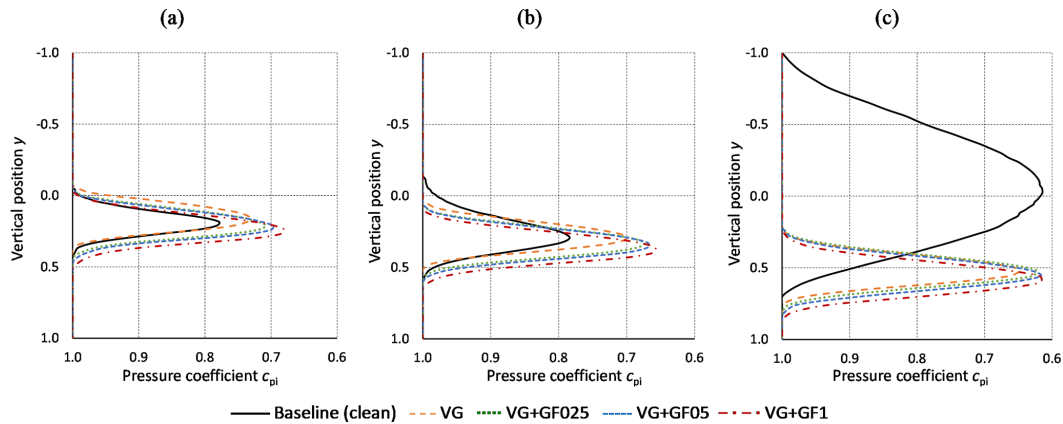 (a)
(b)
(c)
-1.0
-0.5
0.0
0.5
1.0
Vertical position y
1.0 0.9 0.8 0.7 0.6
Pressure coefficient cpi
-1.0
-0.5
0.0
0.5
1.0
Vertical position y
1.0 0.9 0.8 0.7 0.6
Pressure coefficient cpi
-1.0
-0.5
0.0
0.5
1.0
Vertical position y
1.0 0.9 0.8 0.7 0.6
Pressure coefficient cpi
Baseline (clean) VG VG+GF025 VG+GF05 VG+GF1